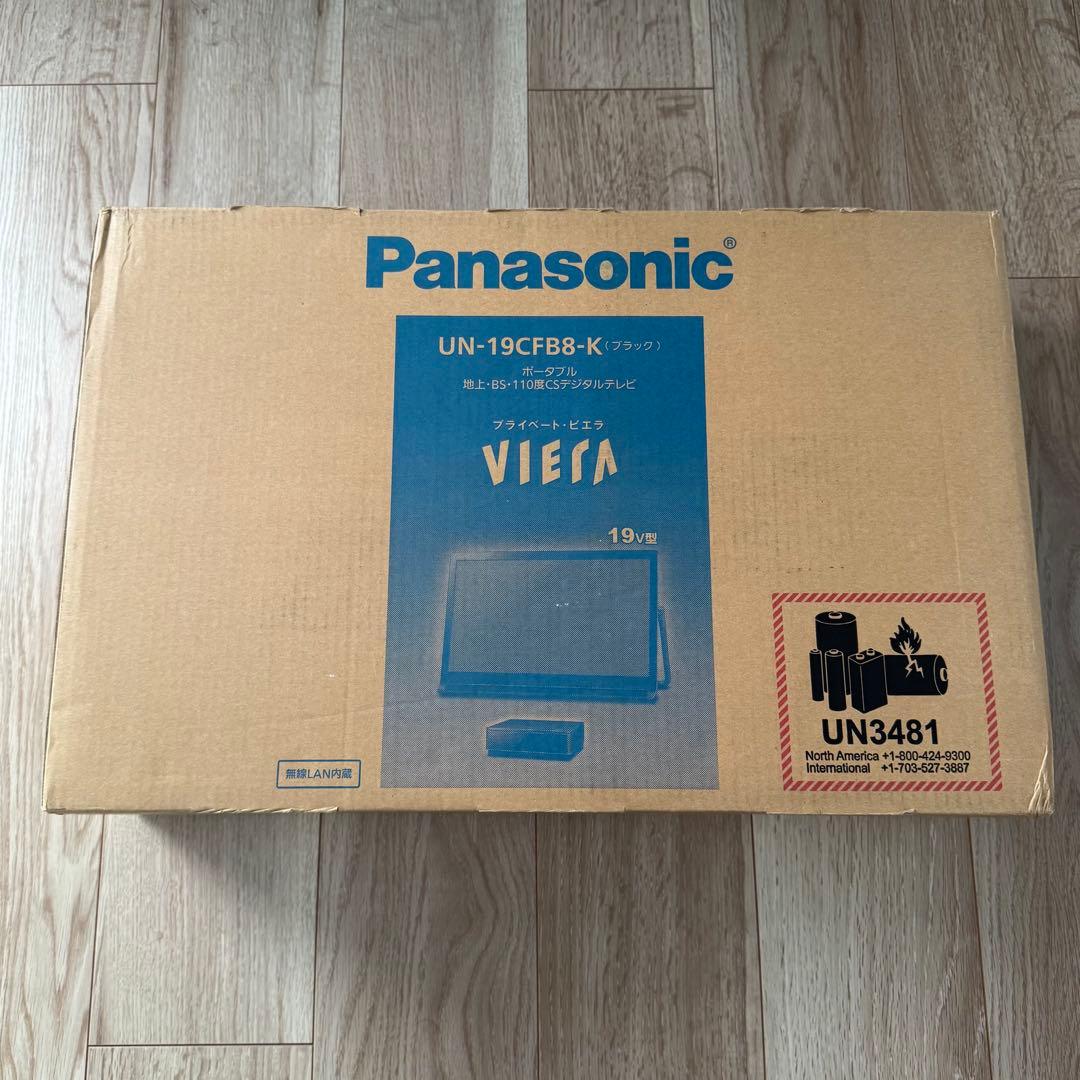 Panasonic®
UN-19CFB8-K（ブラック）
ポータブル
地上・BS・110度CSデジタルテレビ
プライベート・ビエラ
VIERA
19V型
無線LAN内蔵
UN3481
North America +1-800-424-9300
International +1-703-527-3887